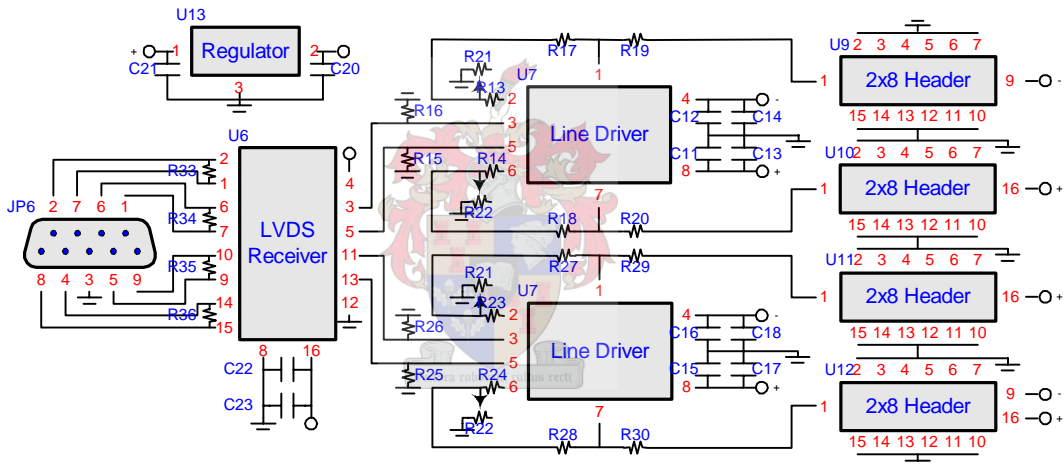 U13
+ 1 Regulator 2
C21 3 C20
U6
2 4
R33
1
JP6 2 7 6 1
6 3
R34
7 LVDS Receiver 5
10 11
R35
9 13
8 4 3 5 9
14 12
R36
15
8 16
C22
C23
R17 R19
R21 U7 1
R13 2 4 -
R16 3 Line Driver C12 C14
R15 5 C11 C13
R14 6 8 +
R22 7
R18 R20
R27 R29
R21 U7 1
R23 2 4 -
R26 3 Line Driver C16 C18
R25 5 C15 C17
R24 6 8 +
R22 7
R28 R30
U9 2 3 4 5 6 7
1 2x8 Header 9 -
15 14 13 12 11 10
U10 2 3 4 5 6 7
1 2x8 Header 16 +
15 14 13 12 11 10
U11 2 3 4 5 6 7
1 2x8 Header 16 +
15 14 13 12 11 10
U12 2 3 4 5 6 7
1 2x8 Header 9 -
16 +
15 14 13 12 11 10